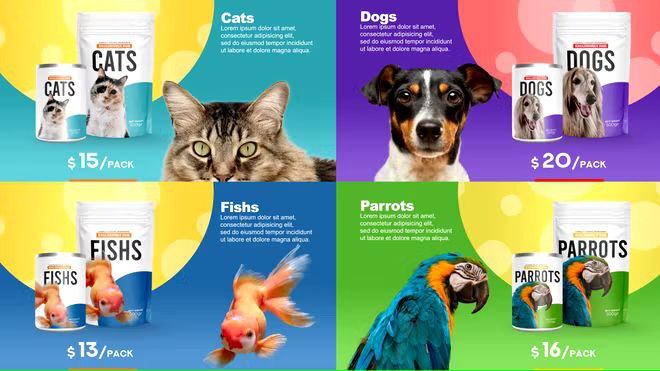 CATS
CATS
$15/PACK
Cats
Lorem ipsum dolor sit amet,
consectetur adipisicing elit,
sed do eiusmod tempor incididunt
ut labore et dolore magna aliqua.
Dogs
Lorem ipsum dolor sit amet,
consectetur adipisicing elit,
sed do eiusmod tempor incididunt
ut labore et dolore magna aliqua.
DOGS
DOGS
$20/PACK
FISHS
FISHS
$13/PACK
Fishs
Lorem ipsum dolor sit amet,
consectetur adipisicing elit,
sed do eiusmod tempor incididunt
ut labore et dolore magna aliqua.
Parrots
Lorem ipsum dolor sit amet,
consectetur adipisicing elit,
sed do eiusmod tempor incididunt
ut labore et dolore magna aliqua.
PARROTS
PARROTS
$16/PACK